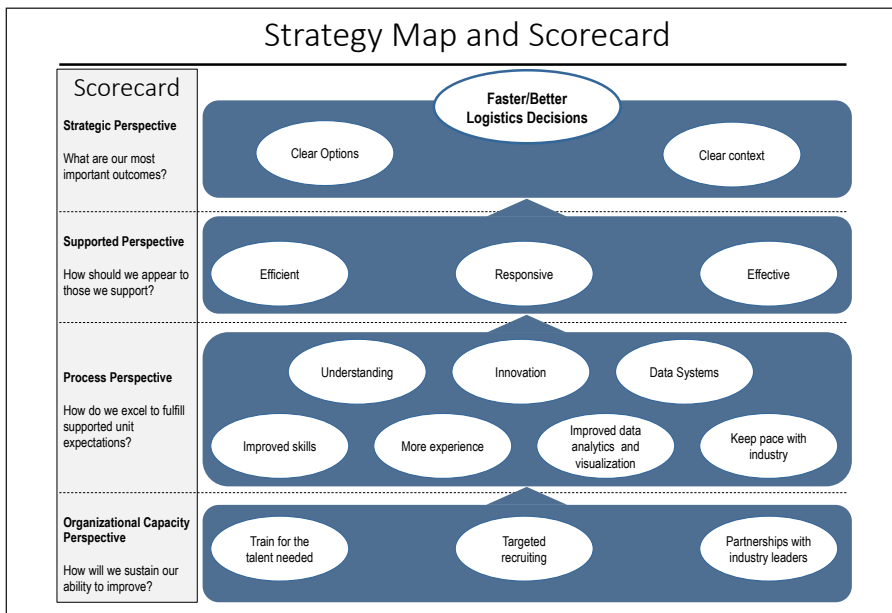 Strategy Map and Scorecard
Scorecard
Strategic Perspective
What are our most
important outcomes?
Faster/Better
Logistics Decisions
Clear Options
Clear context
Supported Perspective
How should we appear to
those we support?
Efficient
Responsive
Effective
Process Perspective
How do we excel to fulfill
supported unit
expectations?
Understanding
Innovation
Data Systems
Improved skills
More experience
Improved data
analytics and
visualization
Keep pace with
industry
Organizational Capacity
Perspective
How will we sustain our
ability to improve?
Train for the
talent needed
Targeted
recruiting
Partnerships with
industry leaders